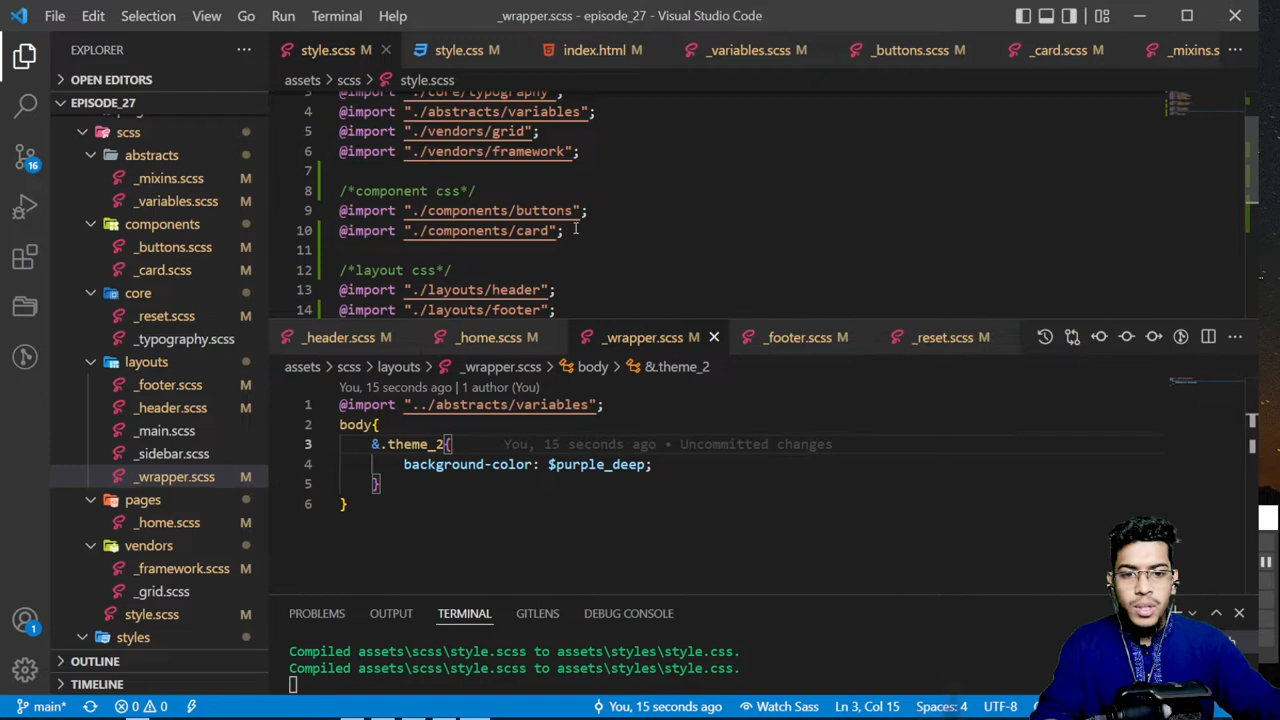 File Edit Selection View Go Run Terminal Help
_wrapper.scss - episode_27 - Visual Studio Code
EXPLORER
OPEN EDITORS
EPISODE_27
scss
abstracts
_mixins.scss M
_variables.scss M
components
_buttons.scss M
_card.scss M
core
_reset.scss M
_typography.scss M
layouts
_footer.scss M
_header.scss M
_main.scss M
_sidebar.scss M
_wrapper.scss M
pages
_home.scss M
vendors
_framework.scss M
_grid.scss M
style.scss M
styles
OUTLINE
TIMELINE
16
1
style.scss M style.css M index.html M _variables.scss M _buttons.scss M _card.scss M _mixins.s
assets > scss > style.scss
3 @import "./core/typography";
4 @import "./abstracts/variables";
5 @import "./vendors/grid";
6 @import "./vendors/framework";
7
8 /*component css*/
9 @import "./components/buttons";
10 @import "./components/card";
11
12 /*layout css*/
13 @import "./layouts/header";
14 @import "./layouts/footer";
_header.scss M _home.scss M _wrapper.scss M _footer.scss M _reset.scss M
assets > scss > layouts > _wrapper.scss > body > &.theme_2
You, 15 seconds ago | 1 author (You)
1 @import "../abstracts/variables";
2 body{
3 &.theme_2{ You, 15 seconds ago • Uncommitted changes
4 background-color: $purple_deep;
5 }
6 }
PROBLEMS OUTPUT TERMINAL GITLENS DEBUG CONSOLE
Compiled assets\scss\style.scss to assets\styles\style.css.
Compiled assets\scss\style.scss to assets\styles\style.css.
main* 0 0 You, 15 seconds ago Watch Sass Ln 3, Col 15 Spaces: 4 UTF-8